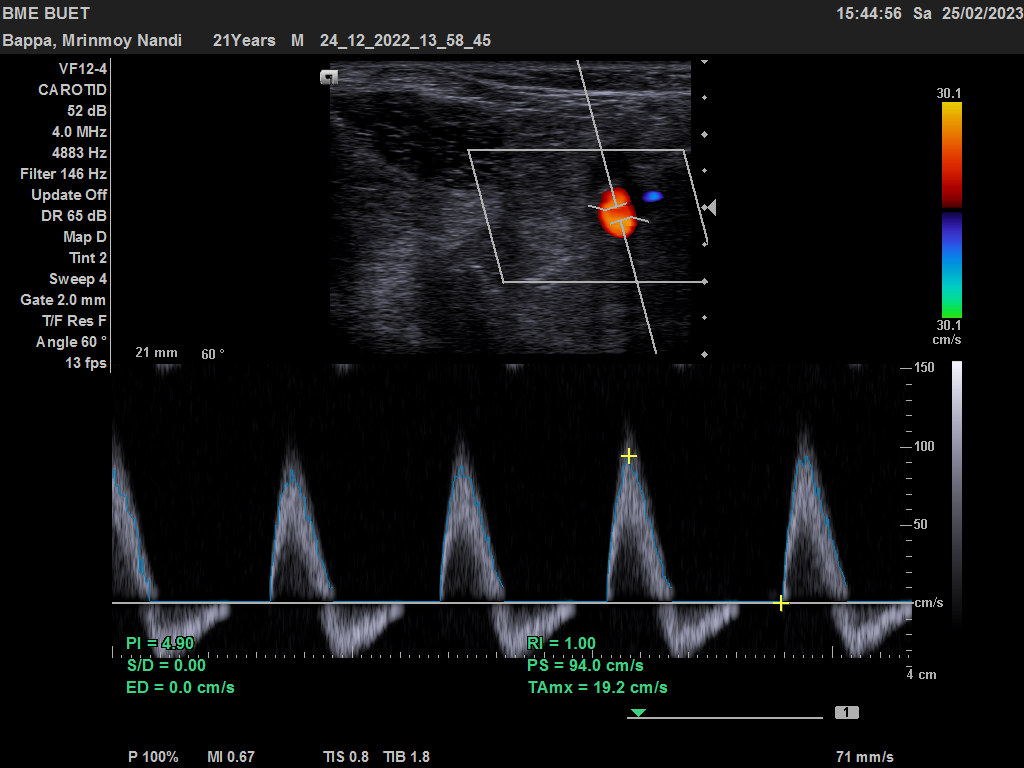 BME BUET 15:44:56 Sa 25/02/2023
Bappa, Mrinmoy Nandi 21Years M 24_12_2022_13_58_45
VF12-4
CAROTID
52 dB
4.0 MHz
4883 Hz
Filter 146 Hz
Update Off
DR 65 dB
Map D
Tint 2
Sweep 4
Gate 2.0 mm
T/F Res F
Angle 60 °
13 fps
21 mm 60 °
30.1
30.1
cm/s
150
100
50
cm/s
4 cm
PI = 4.90
S/D = 0.00
ED = 0.0 cm/s
RI = 1.00
PS = 94.0 cm/s
TAmx = 19.2 cm/s
1
P 100% MI 0.67 TIS 0.8 TIB 1.8 71 mm/s